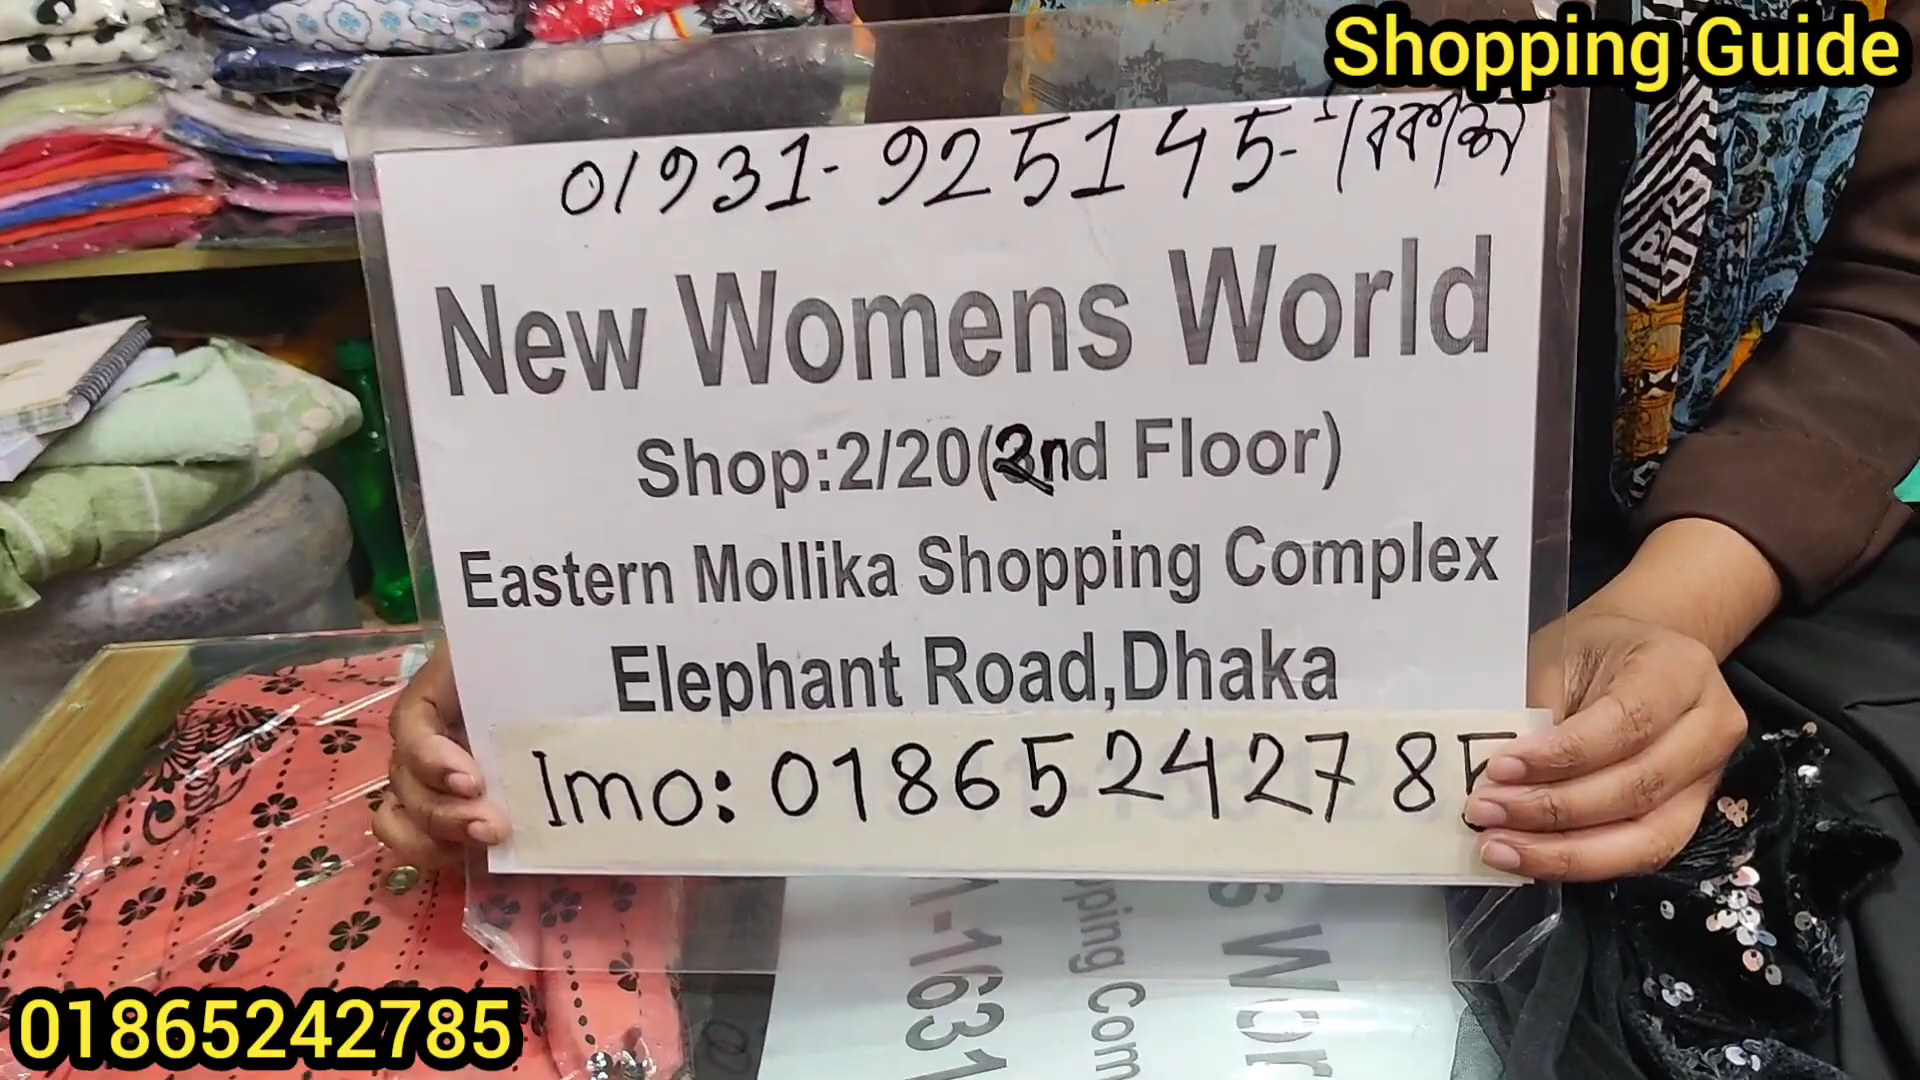 Shopping Guide
01931-925145-বিকাশ
New Womens World
Shop:2/20(2nd Floor)
Eastern Mollika Shopping Complex
Elephant Road,Dhaka
Imo: 01865242785
01865242785